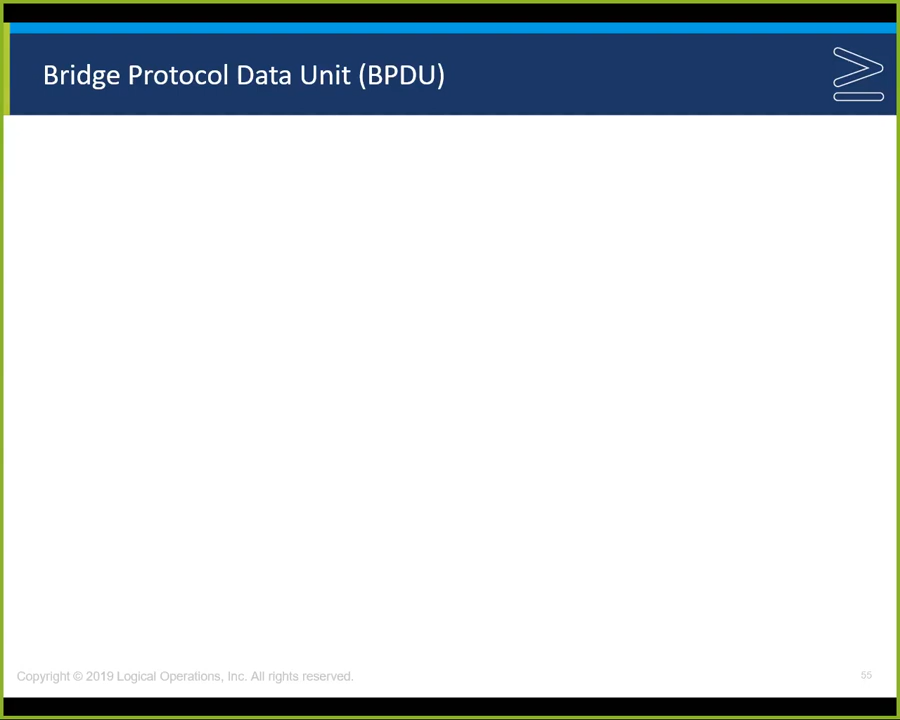 Bridge Protocol Data Unit (BPDU)
Copyright © 2019 Logical Operations, Inc. All rights reserved.
55